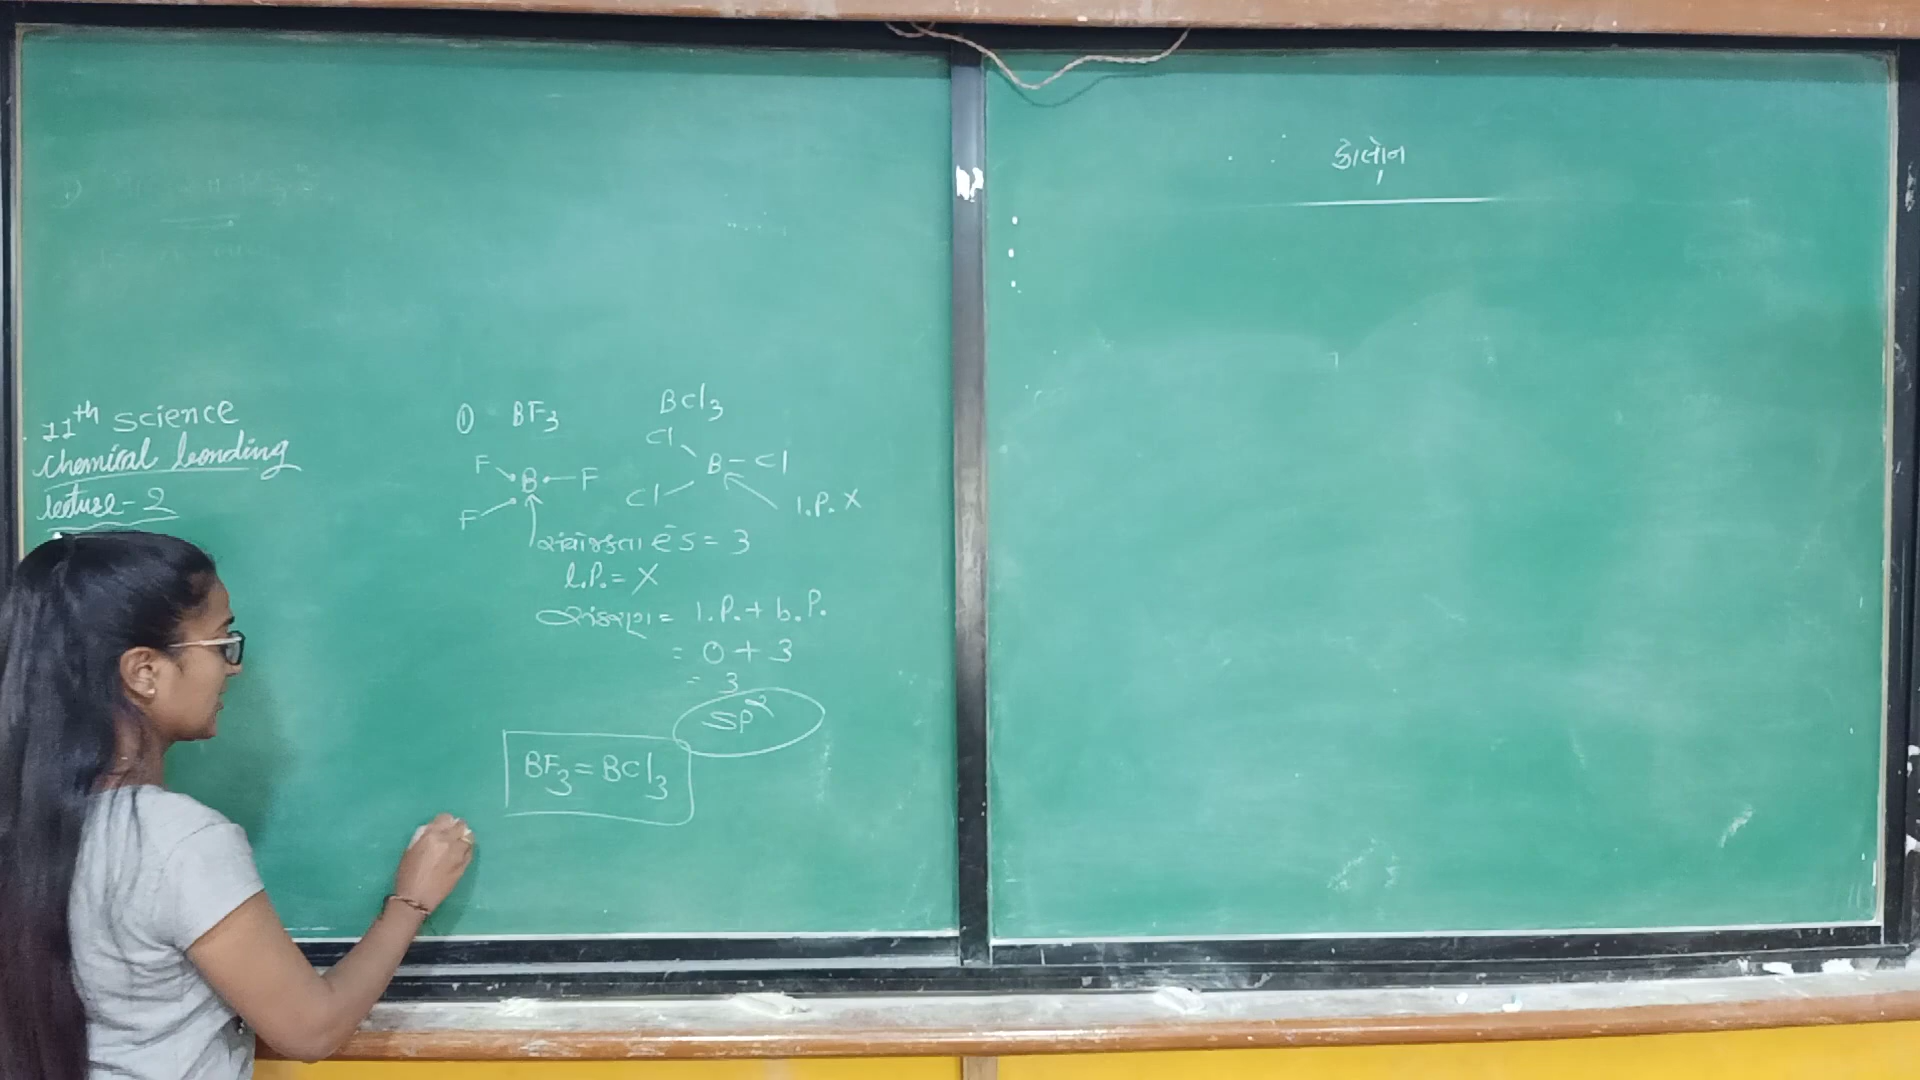 11th Science
Chemical bonding
lecture-2
① BF3
F B F
F
સંયોજકતા e⁻s = 3
l.P. = X
સંકરણ = l.P. + b.P.
= 0 + 3
= 3
SP2
BF3 = BCl3
BCl3
Cl
B - Cl
Cl
l.P. X